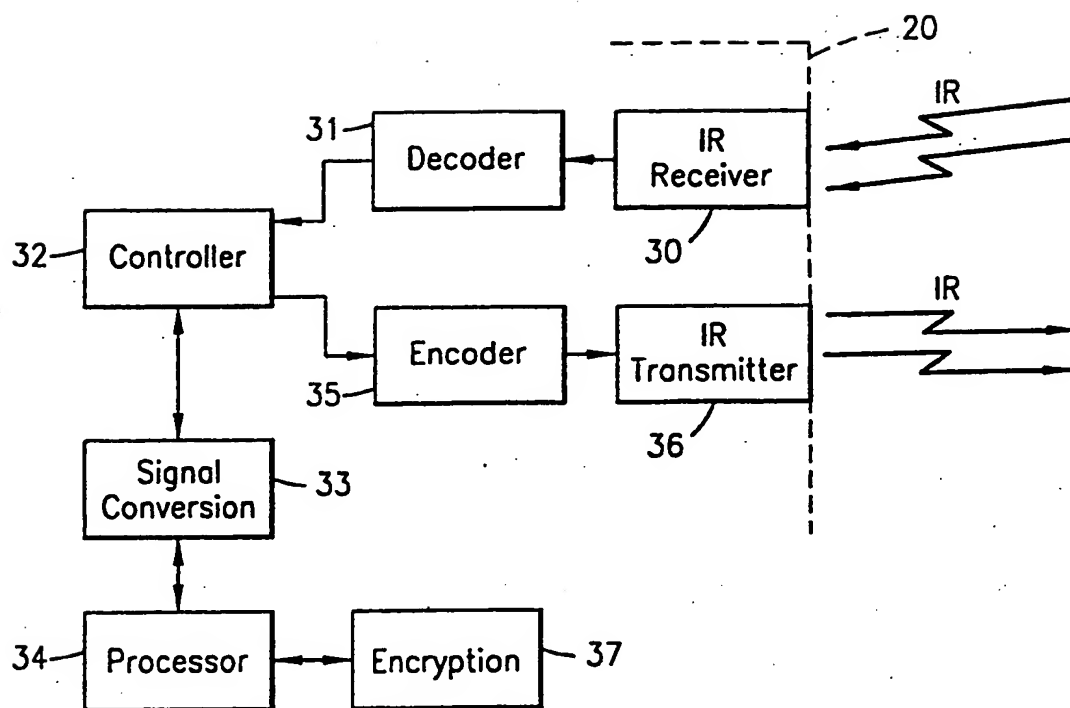 20
IR
31
Decoder
IR
Receiver
30
32
Controller
IR
Encoder
35
IR
Transmitter
36
Signal
Conversion
33
34
Processor
Encryption
37